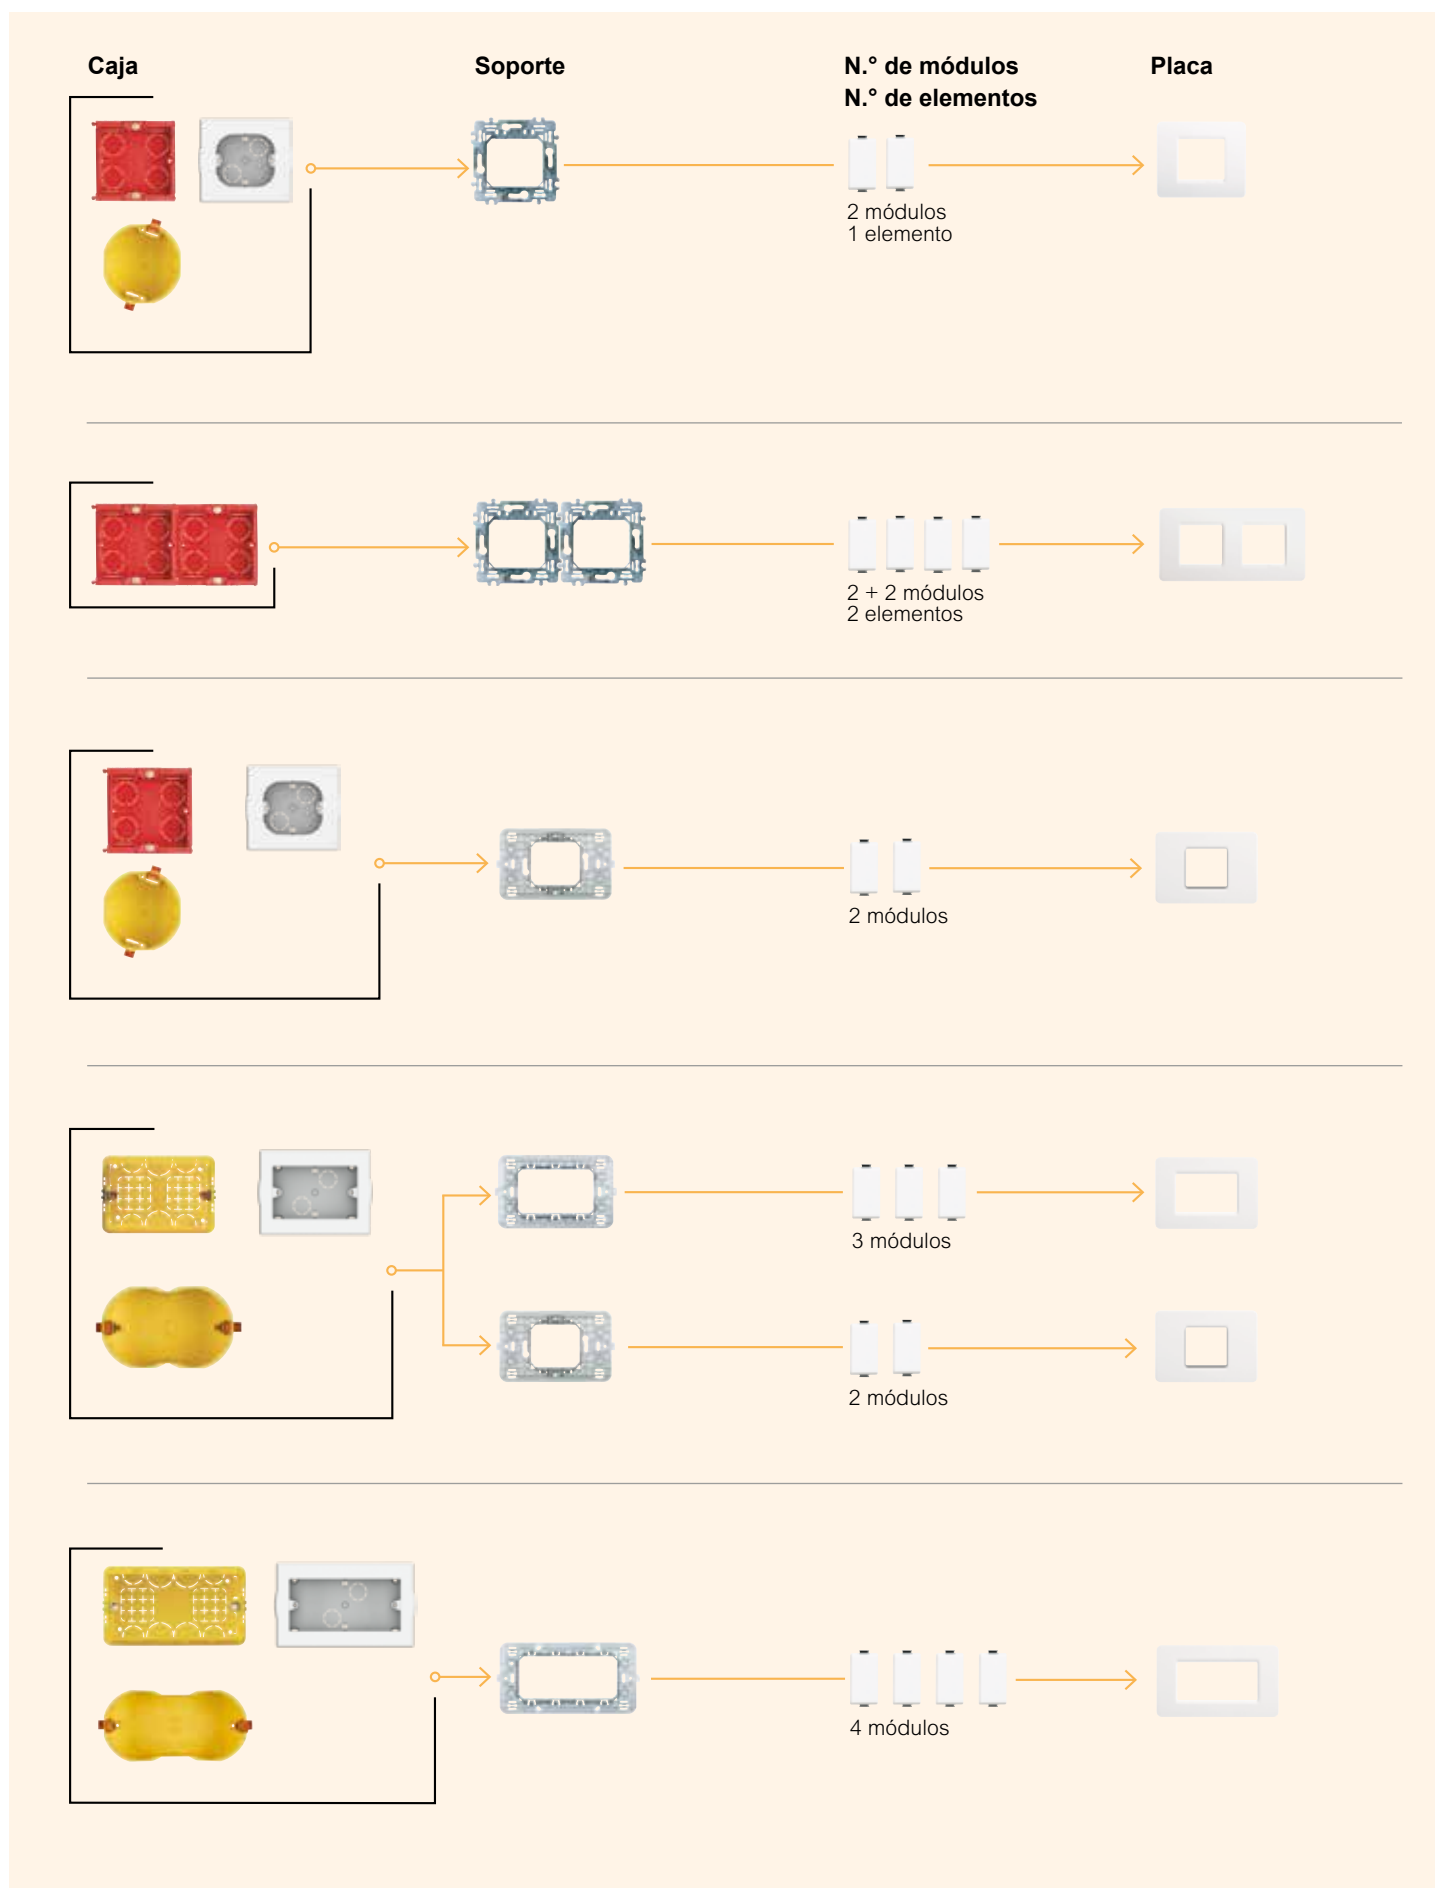 Caja
Soporte
N.° de módulos
N.° de elementos
Placa
2 módulos
1 elemento
2 + 2 módulos
2 elementos
2 módulos
3 módulos
2 módulos
4 módulos